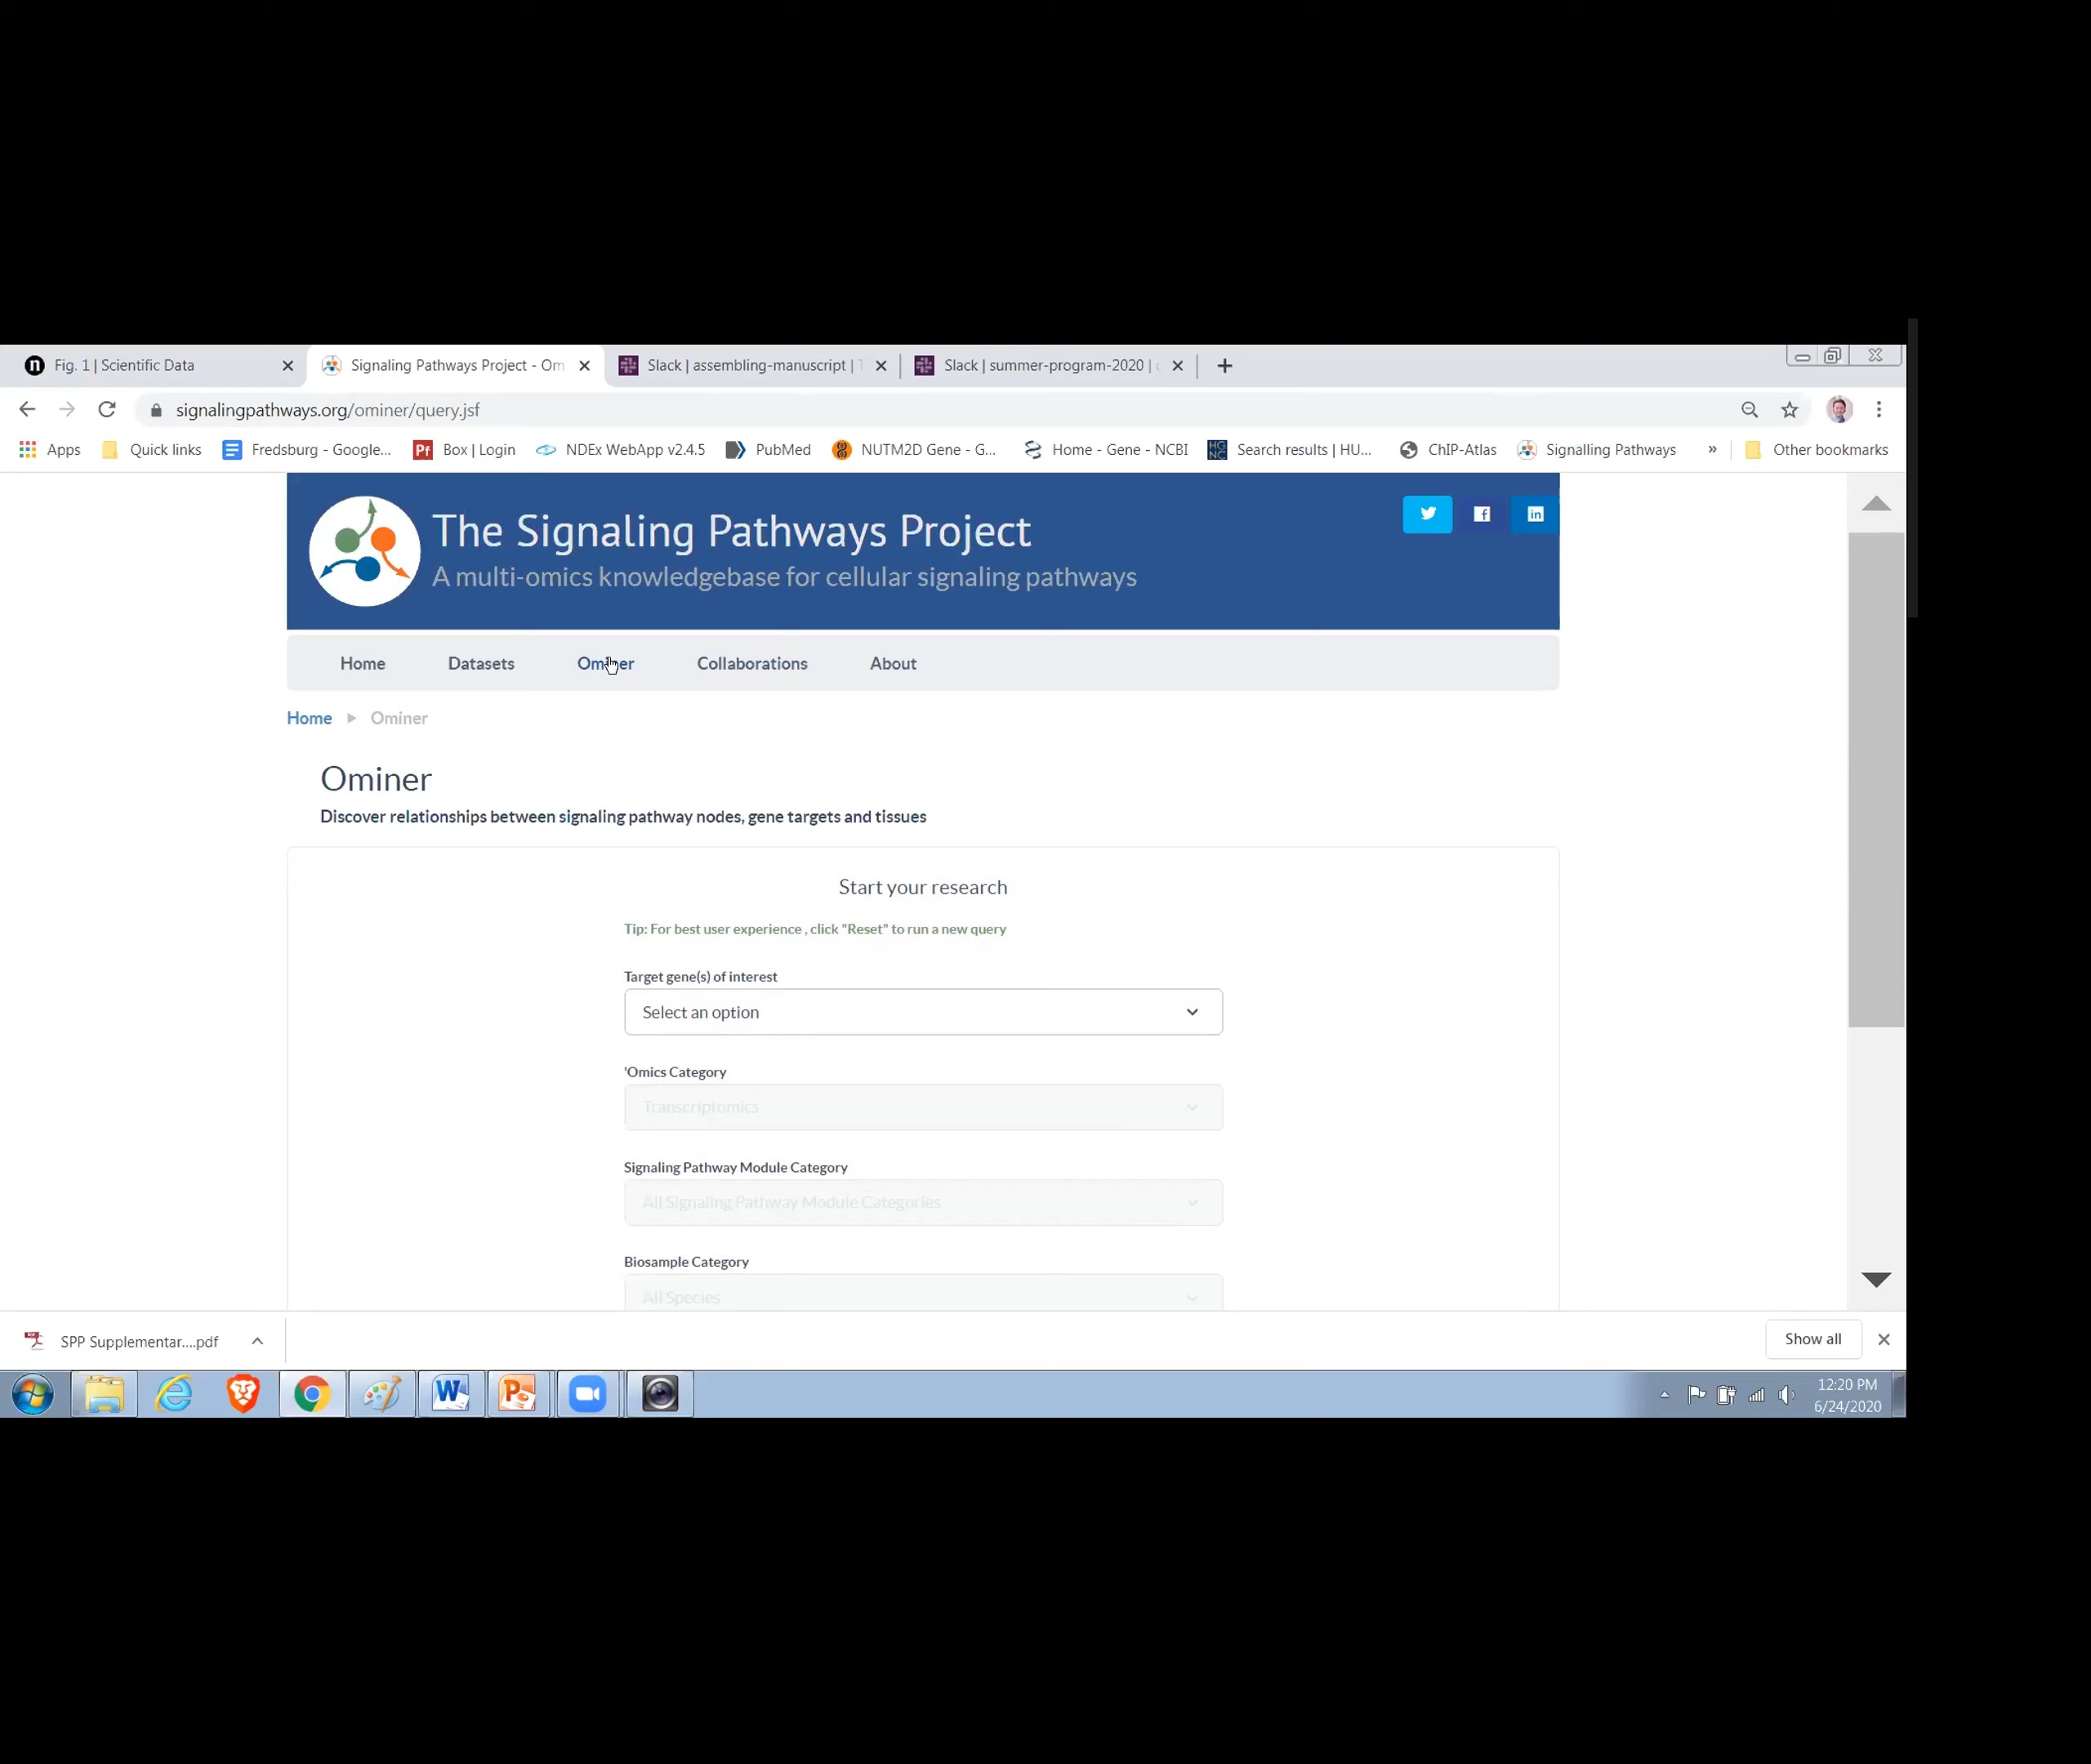 Fig. 1 | Scientific Data
Signaling Pathways Project - Om
Slack | assembling-manuscript |
Slack | summer-program-2020 |
signalingpathways.org/ominer/query.jsf
Apps
Quick links
Fredsburg - Google...
Box | Login
NDEx WebApp v2.4.5
PubMed
NUTM2D Gene - G...
Home - Gene - NCBI
Search results | HU...
ChIP-Atlas
Signalling Pathways
»
Other bookmarks
The Signaling Pathways Project
A multi-omics knowledgebase for cellular signaling pathways
Home
Datasets
Ominer
Collaborations
About
Home
Ominer
Ominer
Discover relationships between signaling pathway nodes, gene targets and tissues
Start your research
Tip: For best user experience , click "Reset" to run a new query
Target gene(s) of interest
Select an option
'Omics Category
Transcriptomics
Signaling Pathway Module Category
All Signaling Pathway Module Categories
Biosample Category
All Species
SPP Supplementar....pdf
Show all
12:20 PM
6/24/2020